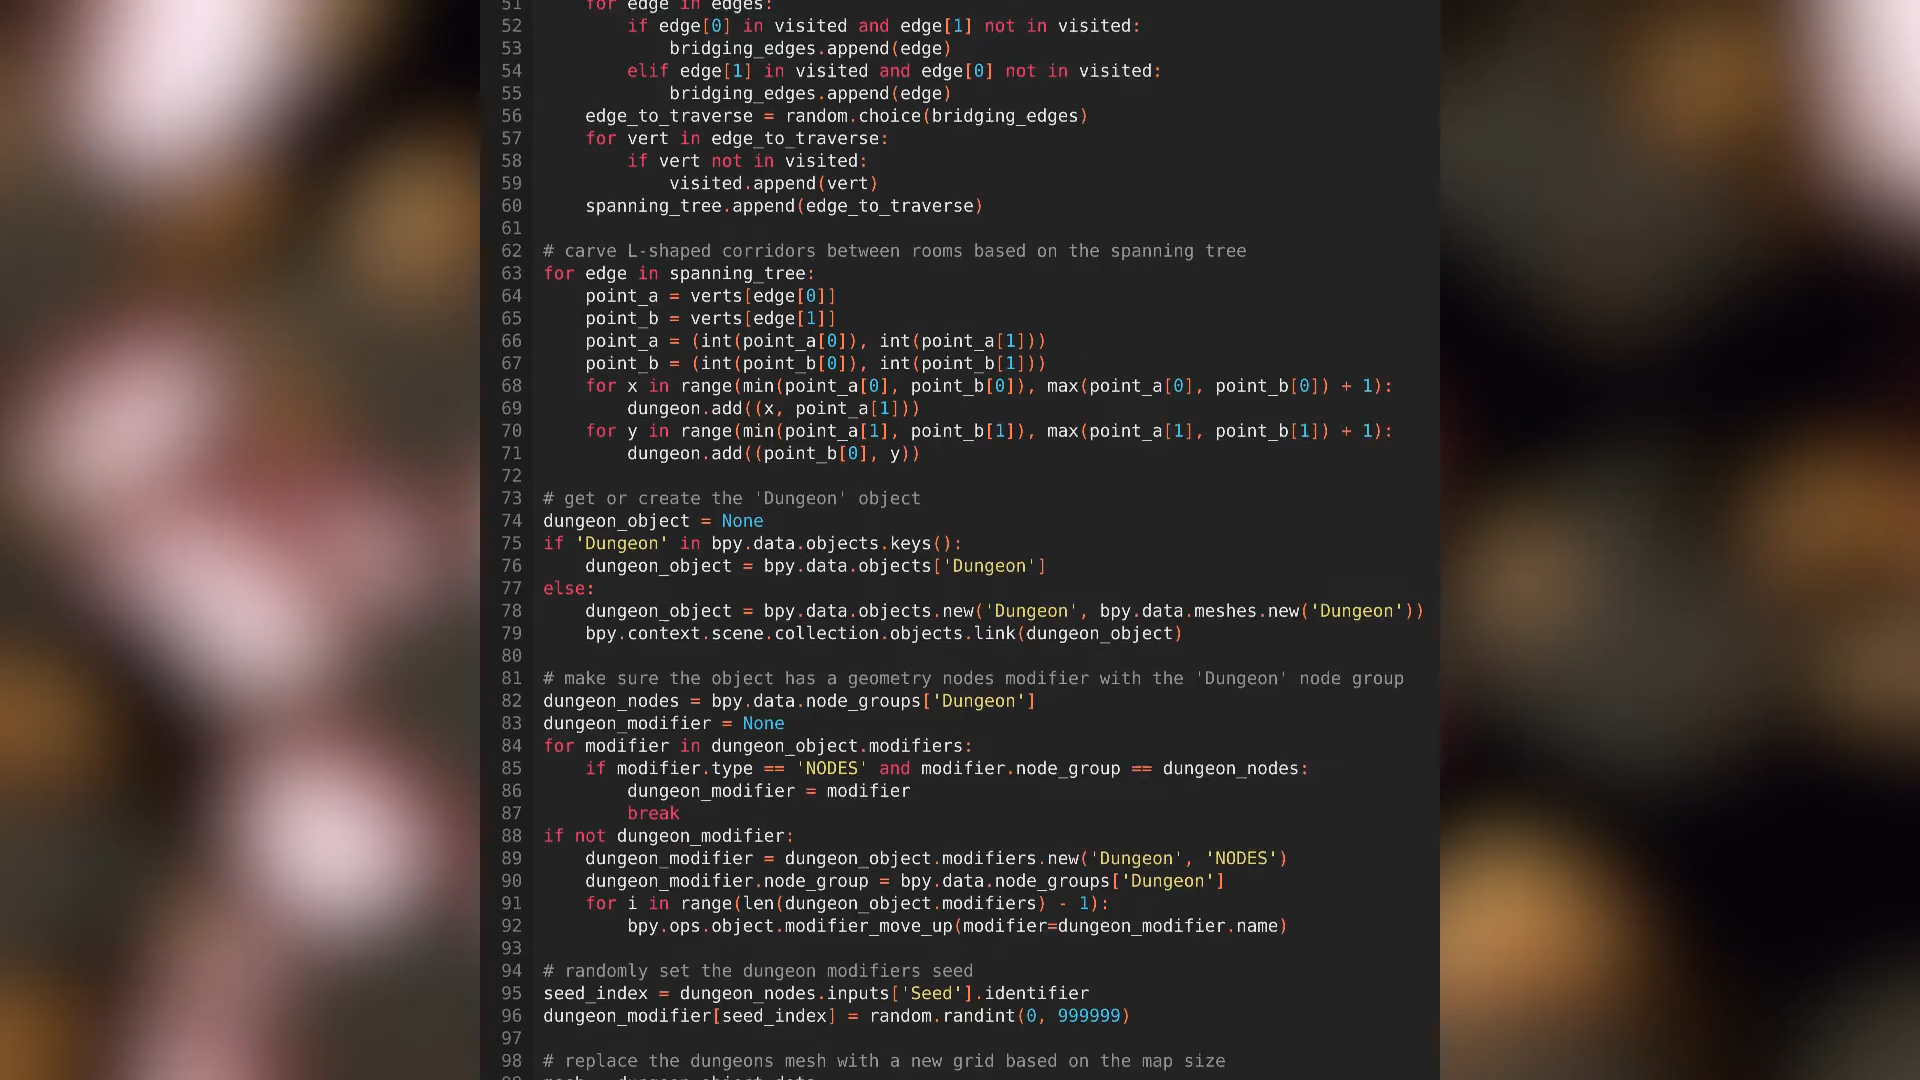 51 for edge in edges:
52 if edge[0] in visited and edge[1] not in visited:
53 bridging_edges.append(edge)
54 elif edge[1] in visited and edge[0] not in visited:
55 bridging_edges.append(edge)
56 edge_to_traverse = random.choice(bridging_edges)
57 for vert in edge_to_traverse:
58 if vert not in visited:
59 visited.append(vert)
60 spanning_tree.append(edge_to_traverse)
61
62 # carve L-shaped corridors between rooms based on the spanning tree
63 for edge in spanning_tree:
64 point_a = verts[edge[0]]
65 point_b = verts[edge[1]]
66 point_a = (int(point_a[0]), int(point_a[1]))
67 point_b = (int(point_b[0]), int(point_b[1]))
68 for x in range(min(point_a[0], point_b[0]), max(point_a[0], point_b[0]) + 1):
69 dungeon.add((x, point_a[1]))
70 for y in range(min(point_a[1], point_b[1]), max(point_a[1], point_b[1]) + 1):
71 dungeon.add((point_b[0], y))
72
73 # get or create the 'Dungeon' object
74 dungeon_object = None
75 if 'Dungeon' in bpy.data.objects.keys():
76 dungeon_object = bpy.data.objects['Dungeon']
77 else:
78 dungeon_object = bpy.data.objects.new('Dungeon', bpy.data.meshes.new('Dungeon'))
79 bpy.context.scene.collection.objects.link(dungeon_object)
80
81 # make sure the object has a geometry nodes modifier with the 'Dungeon' node group
82 dungeon_nodes = bpy.data.node_groups['Dungeon']
83 dungeon_modifier = None
84 for modifier in dungeon_object.modifiers:
85 if modifier.type == 'NODES' and modifier.node_group == dungeon_nodes:
86 dungeon_modifier = modifier
87 break
88 if not dungeon_modifier:
89 dungeon_modifier = dungeon_object.modifiers.new('Dungeon', 'NODES')
90 dungeon_modifier.node_group = bpy.data.node_groups['Dungeon']
91 for i in range(len(dungeon_object.modifiers) - 1):
92 bpy.ops.object.modifier_move_up(modifier=dungeon_modifier.name)
93
94 # randomly set the dungeon modifiers seed
95 seed_index = dungeon_nodes.inputs['Seed'].identifier
96 dungeon_modifier[seed_index] = random.randint(0, 999999)
97
98 # replace the dungeons mesh with a new grid based on the map size